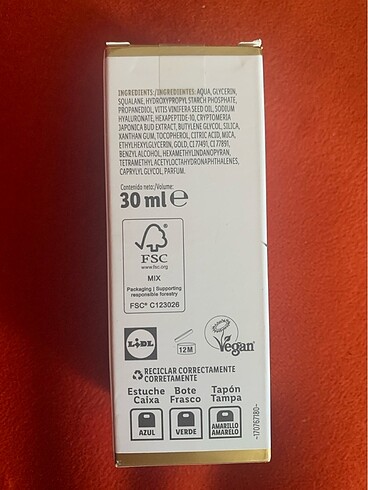 INGREDIENTS:/INGREDIENTES: AQUA, GLYCERIN,
SQUALANE, HYDROXYPROPYL STARCH PHOSPHATE,
PROPANEDIOL, VITIS VINIFERA SEED OIL, SODIUM
HYALURONATE, HEXAPEPTIDE-10, CRYPTOMERIA
JAPONICA BUD EXTRACT, BUTYLENE GLYCOL, SILICA,
XANTHAN GUM, TOCOPHEROL, CITRIC ACID, MICA,
ETHYLHEXYLGLYCERIN, GOLD, CI 77491, CI 77891,
BENZYL ALCOHOL, HEXAMETHYLINDANOPYRAN,
TETRAMETHYL ACETYLOCTAHYDRONAPHTHALENES,
CAPRYLYL GLYCOL, PARFUM.
Contenido neto:/Volume:
30 ml ℮
FSC
www.fsc.org
MIX
Packaging | Supporting
responsible forestry
FSC® C123026
LIDL
12M
Vegan
RECICLAR CORRECTAMENTE
CORRETAMENTE
Estuche Bote Tapón
Caixa Frasco Tampa
AZUL VERDE AMARILLO
AMARELO
-170767180-